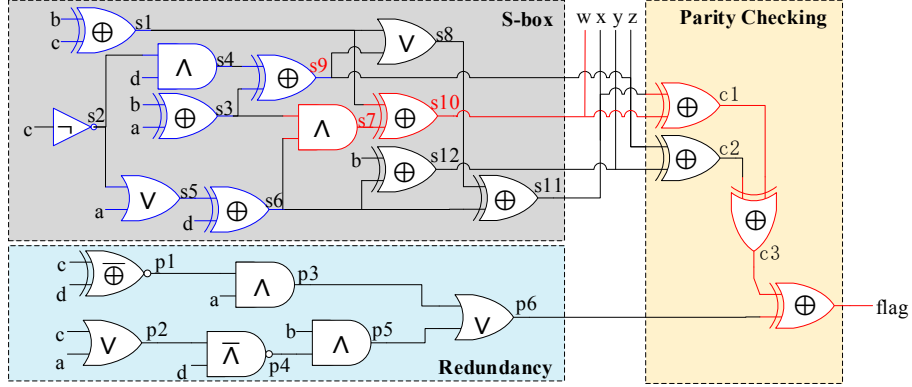 b s1 S-box w x y z Parity Checking
c ⊕ ∨ s8
∧ s4 s9
d ⊕
c ¬ s2 b s3 s10 c1
a ⊕ ∧ s7 ⊕ ⊕
b s12 c2
⊕ ⊕
∨ s5 s6 s11
a d ⊕ ⊕ ⊕
c3
c ⊕ p1 p3
d a ∧
p6 ⊕ flag
c p2 b p5 ∨
a ∨ ∧ p4 ∧
d Redundancy